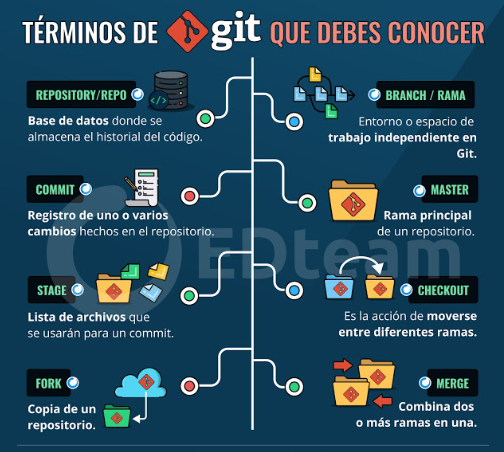 TÉRMINOS DE git QUE DEBES CONOCER
REPOSITORY/REPO
Base de datos donde se
almacena el historial del código.
BRANCH / RAMA
Entorno o espacio de
trabajo independiente en
Git.
COMMIT
Registro de uno o varios
cambios hechos en el repositorio.
MASTER
Rama principal
de un repositorio.
EDteam
STAGE
Lista de archivos que
se usarán para un commit.
CHECKOUT
Es la acción de moverse
entre diferentes ramas.
FORK
Copia de un
repositorio.
MERGE
Combina dos
o más ramas en una.